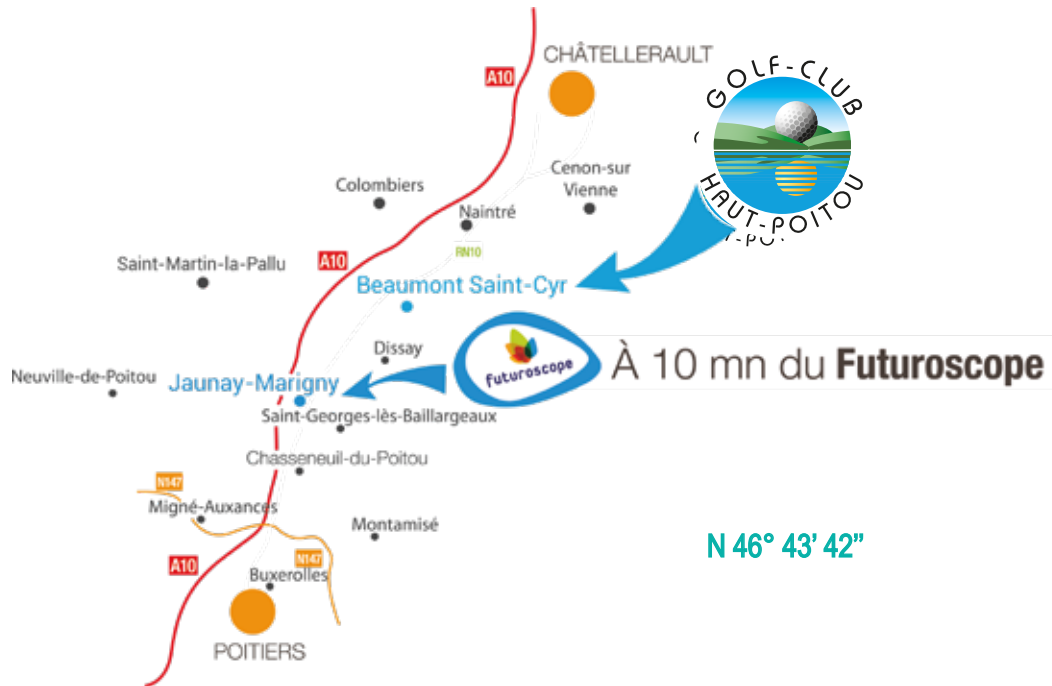 CHÂTELLERAULT
A10
GOLF-CLUB
HAUT-POITOU
Cenon-sur
Vienne
Colombiers
Naintré
RN10
A10
Saint-Martin-la-Pallu
Beaumont Saint-Cyr
Dissay
futuroscope
À 10 mn du Futuroscope
Neuville-de-Poitou
Jaunay-Marigny
Saint-Georges-lès-Baillargeaux
Chasseneuil-du-Poitou
N147
Migné-Auxances
Montamisé
N 46° 43’ 42”
N147
A10
Buxerolles
POITIERS